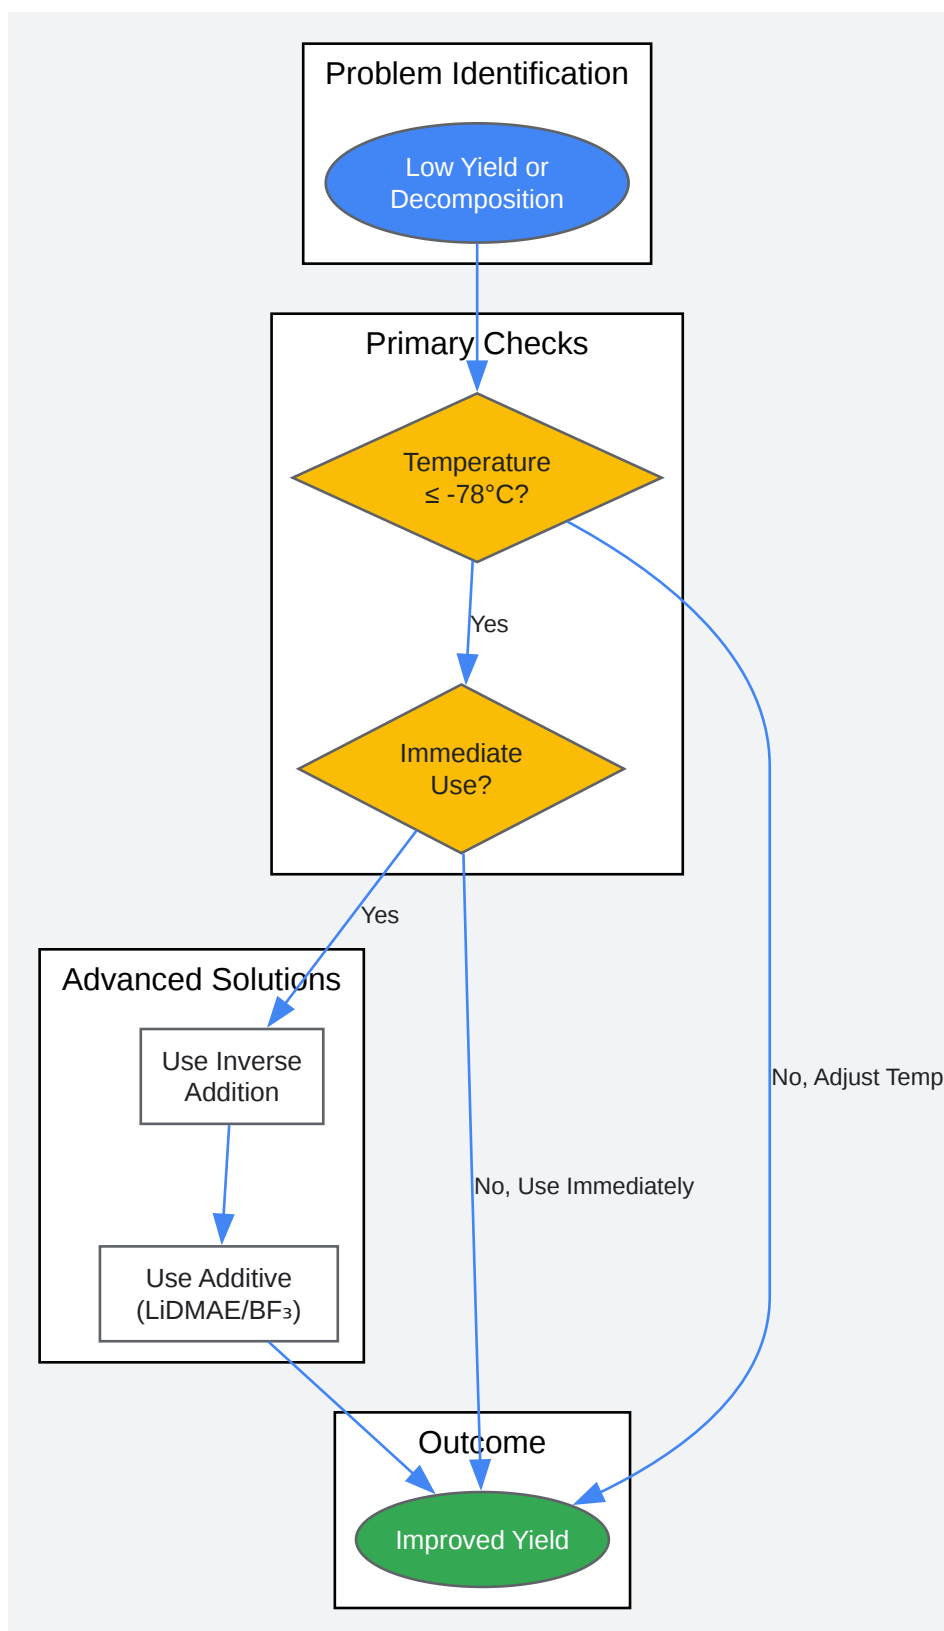 Problem Identification
Low Yield or
Decomposition
Primary Checks
Temperature
≤ -78°C?
Yes
Immediate
Use?
Yes
Advanced Solutions
Use Inverse
Addition
No, Adjust Temp
No, Use Immediately
Use Additive
(LiDMAE/BF₃)
Outcome
Improved Yield